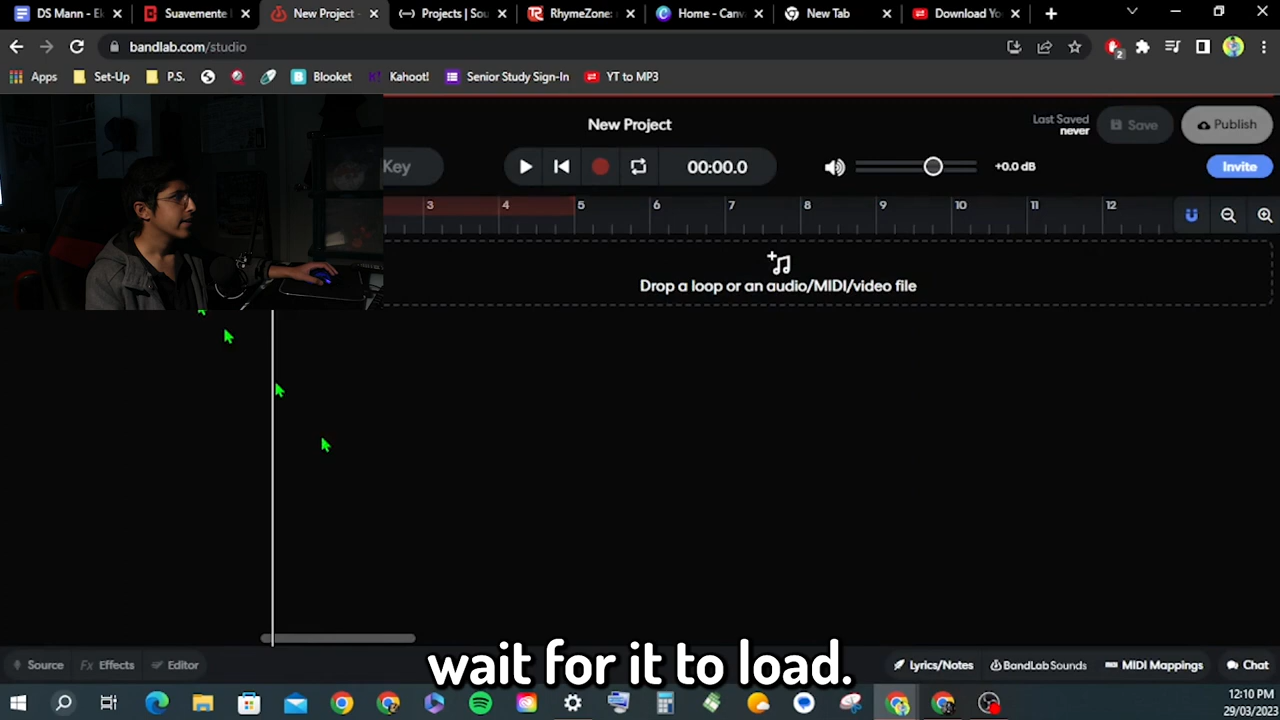 DS Mann - Ek
Suavemente L
New Project -
Projects | Sou
RhymeZone:
Home - Canv
New Tab
Download Yo
bandlab.com/studio
2
Apps
Set-Up
P.S.
Blooket
Kahoot!
Senior Study Sign-In
YT to MP3
New Project
Last Saved
never
Save
Publish
Key
00:00.0
+0.0 dB
Invite
3 4 5 6 7 8 9 10 11 12
Drop a loop or an audio/MIDI/video file
wait for it to load.
Source
Fx Effects
Editor
Lyrics/Notes
BandLab Sounds
MIDI Mappings
Chat
12:10 PM
29/03/2023